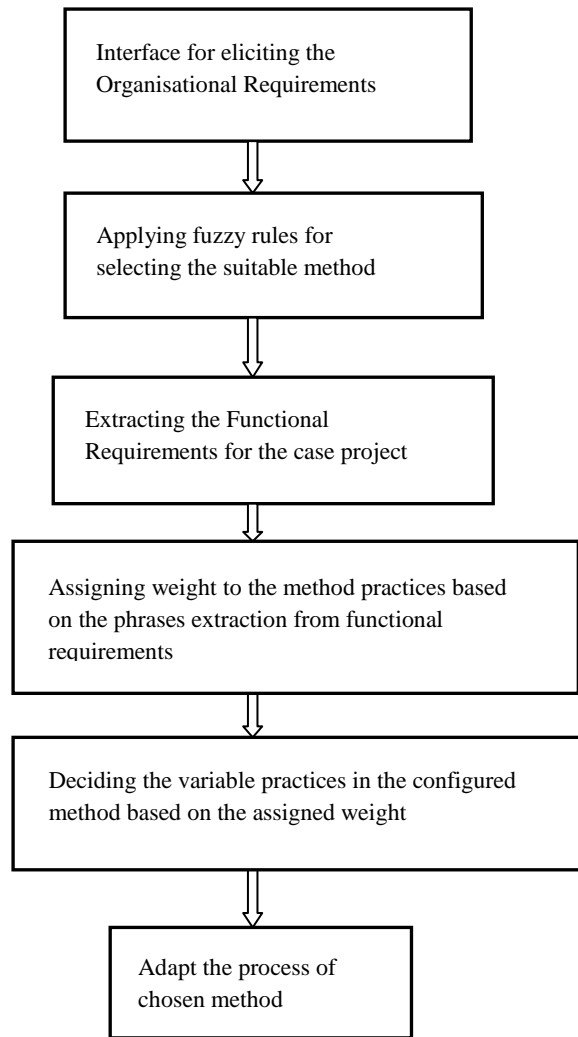 Interface for eliciting the
Organisational Requirements
Applying fuzzy rules for
selecting the suitable method
Extracting the Functional
Requirements for the case project
Assigning weight to the method practices based
on the phrases extraction from functional
requirements
Deciding the variable practices in the configured
method based on the assigned weight
Adapt the process of
chosen method